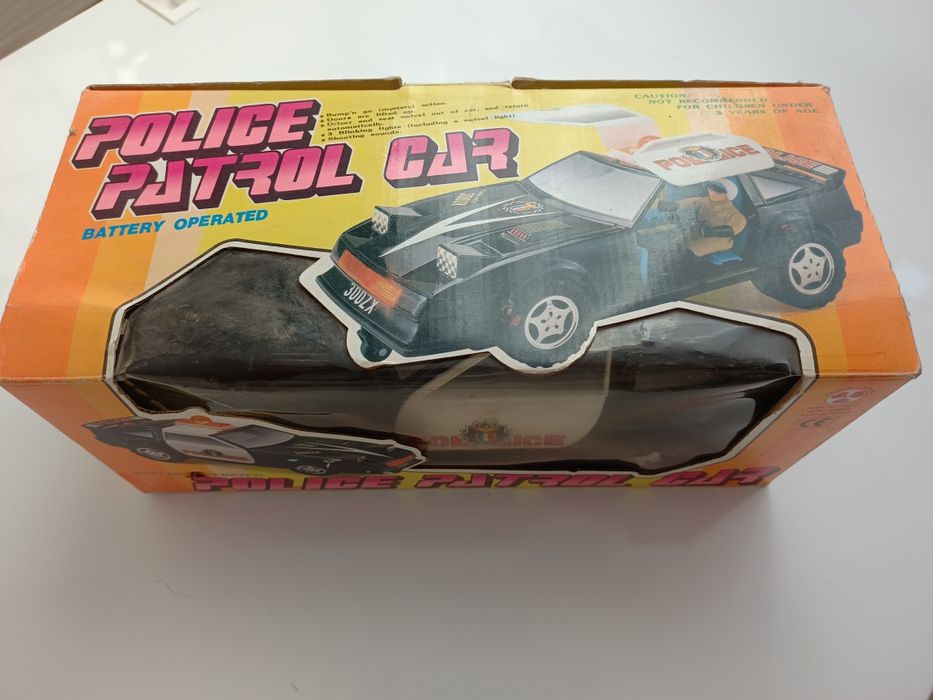 POLICE
PATROL CAR
BATTERY OPERATED
• Bump'n go (mystery) action.
• Doors are lifted up.
• Driver and seat swivel out of car, and return
automatically.
• 3 Blinking lights (including a swivel light).
• Shooting sounds.
CAUTION/
NOT RECOMMENDED
FOR CHILDREN UNDER
3 YEARS OF AGE
POLICE
300ZX
POLICE
CE
POLICE PATROL CAR